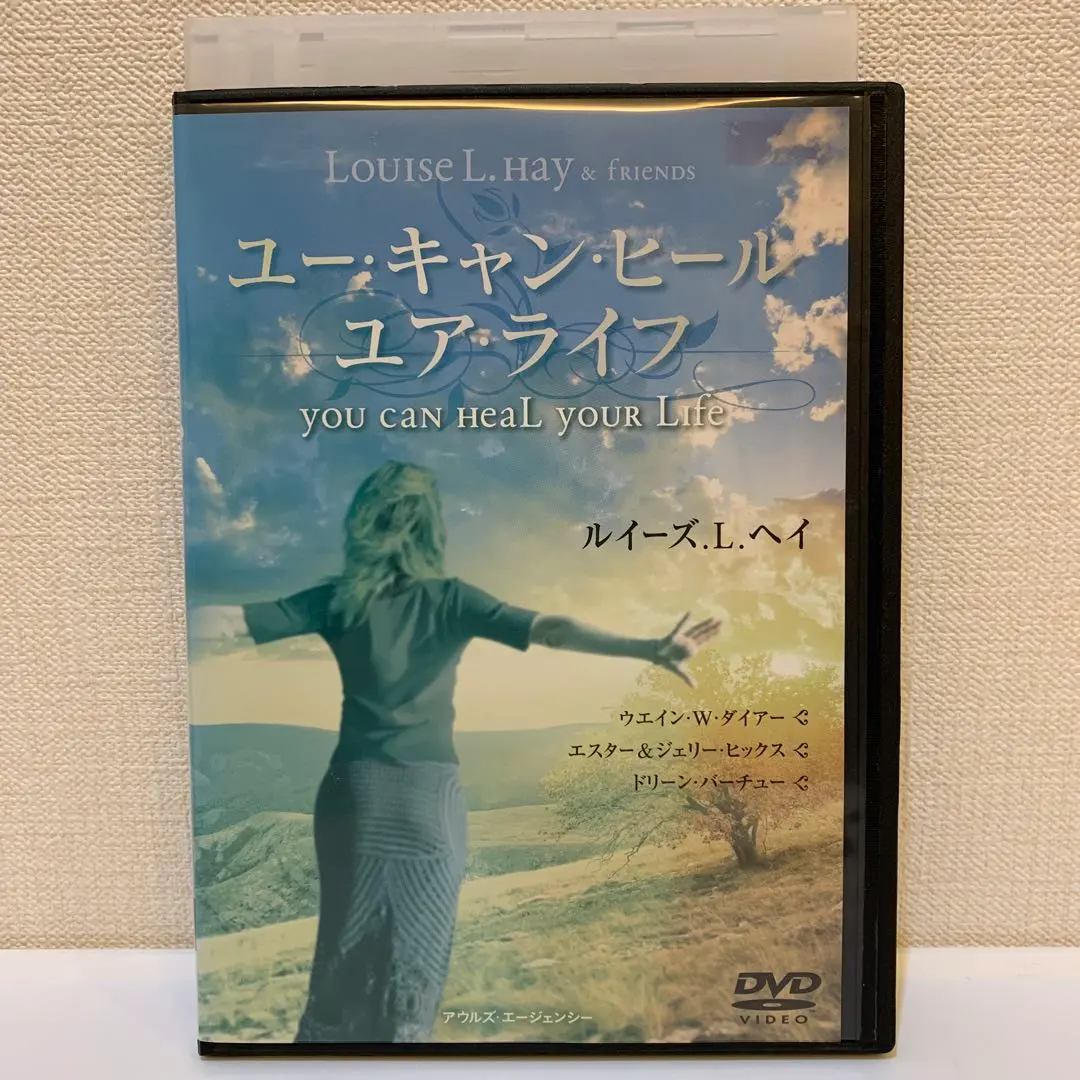 Louise L. Hay & friends
ユー・キャン・ヒール
ユア・ライフ
you can Heal your Life
ルイーズ.L.ヘイ
ウエイン・W・ダイアー
エスター&ジェリー・ヒックス
ドリーン・バーチュー
DVD
VIDEO
アウルズ・エージェンシー